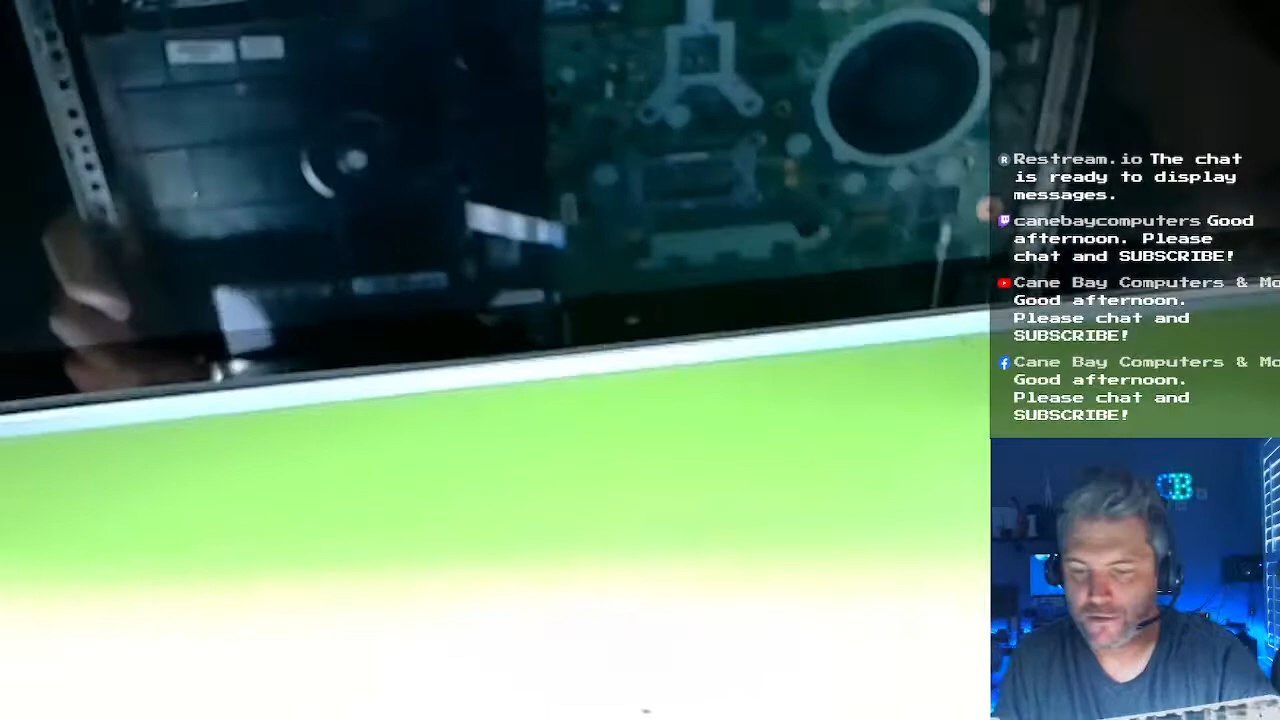 Restream.io The chat
is ready to display
messages.
canebaycomputers Good
afternoon. Please
chat and SUBSCRIBE!
Cane Bay Computers & Mo
Good afternoon.
Please chat and
SUBSCRIBE!
Cane Bay Computers & Mo
Good afternoon.
Please chat and
SUBSCRIBE!
CB